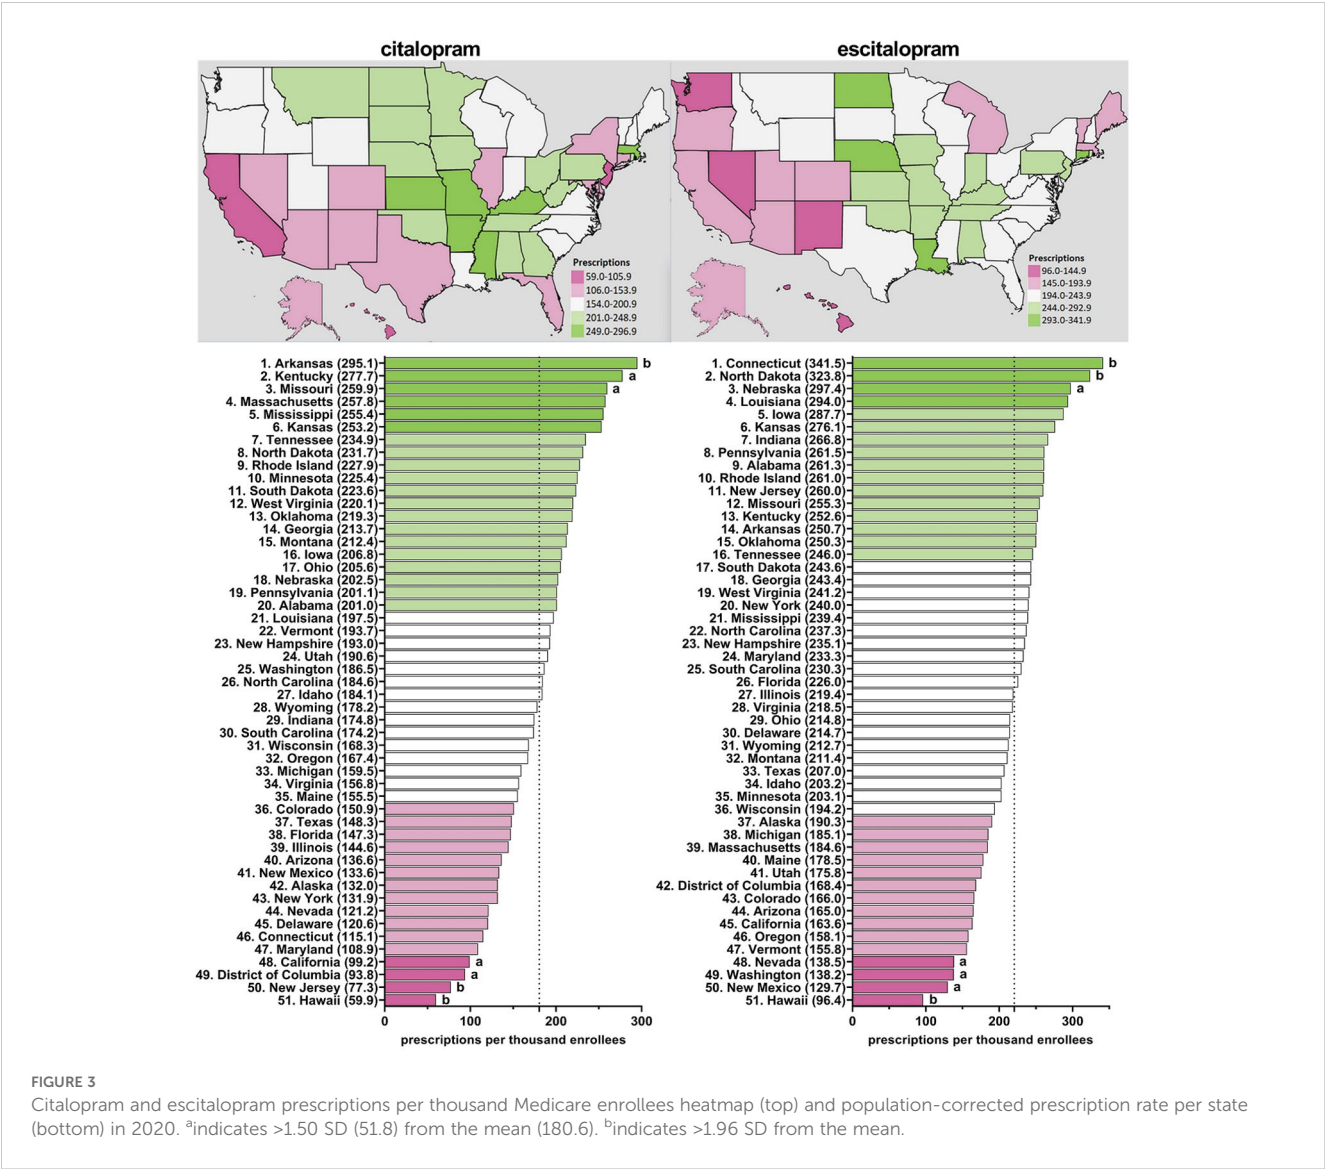 citalopram
escitalopram
Prescriptions
59.0-105.9
106.0-153.9
154.0-200.9
201.0-248.9
249.0-296.9
Prescriptions
96.0-144.9
145.0-193.9
194.0-243.9
244.0-292.9
293.0-341.9
1. Arkansas (295.1) b
2. Kentucky (277.7) a
3. Missouri (259.9) a
4. Massachusetts (257.8)
5. Mississippi (255.4)
6. Kansas (253.2)
7. Tennessee (234.9)
8. North Dakota (231.7)
9. Rhode Island (227.9)
10. Minnesota (225.4)
11. South Dakota (223.6)
12. West Virginia (220.1)
13. Oklahoma (219.3)
14. Georgia (213.7)
15. Montana (212.4)
16. Iowa (206.8)
17. Ohio (205.6)
18. Nebraska (202.5)
19. Pennsylvania (201.1)
20. Alabama (201.0)
21. Louisiana (197.5)
22. Vermont (193.7)
23. New Hampshire (193.0)
24. Utah (190.6)
25. Washington (186.5)
26. North Carolina (184.6)
27. Idaho (184.1)
28. Wyoming (178.2)
29. Indiana (174.8)
30. South Carolina (174.2)
31. Wisconsin (168.3)
32. Oregon (167.4)
33. Michigan (159.5)
34. Virginia (156.8)
35. Maine (155.5)
36. Colorado (150.9)
37. Texas (148.3)
38. Florida (147.3)
39. Illinois (144.6)
40. Arizona (136.6)
41. New Mexico (133.6)
42. Alaska (132.0)
43. New York (131.9)
44. Nevada (121.2)
45. Delaware (120.6)
46. Connecticut (115.1)
47. Maryland (108.9)
48. California (99.2) a
49. District of Columbia (93.8) a
50. New Jersey (77.3) b
51. Hawaii (59.9) b
0 100 200 300
prescriptions per thousand enrollees
1. Connecticut (341.5) b
2. North Dakota (323.8) b
3. Nebraska (297.4) a
4. Louisiana (294.0)
5. Iowa (287.7)
6. Kansas (276.1)
7. Indiana (266.8)
8. Pennsylvania (261.5)
9. Alabama (261.3)
10. Rhode Island (261.0)
11. New Jersey (260.0)
12. Missouri (255.3)
13. Kentucky (252.6)
14. Arkansas (250.7)
15. Oklahoma (250.3)
16. Tennessee (246.0)
17. South Dakota (243.6)
18. Georgia (243.4)
19. West Virginia (241.2)
20. New York (240.0)
21. Mississippi (239.4)
22. North Carolina (237.3)
23. New Hampshire (235.1)
24. Maryland (233.3)
25. South Carolina (230.3)
26. Florida (226.0)
27. Illinois (219.4)
28. Virginia (218.5)
29. Ohio (214.8)
30. Delaware (214.7)
31. Wyoming (212.7)
32. Montana (211.4)
33. Texas (207.0)
34. Idaho (203.2)
35. Minnesota (203.1)
36. Wisconsin (194.2)
37. Alaska (190.3)
38. Michigan (185.1)
39. Massachusetts (184.6)
40. Maine (178.5)
41. Utah (175.8)
42. District of Columbia (168.4)
43. Colorado (166.0)
44. Arizona (165.0)
45. California (163.6)
46. Oregon (158.1)
47. Vermont (155.8)
48. Nevada (138.5) a
49. Washington (138.2) a
50. New Mexico (129.7) a
51. Hawaii (96.4) b
0 100 200 300
prescriptions per thousand enrollees
FIGURE 3
Citalopram and escitalopram prescriptions per thousand Medicare enrollees heatmap (top) and population-corrected prescription rate per state
(bottom) in 2020. ᵃindicates >1.50 SD (51.8) from the mean (180.6). ᵇindicates >1.96 SD from the mean.